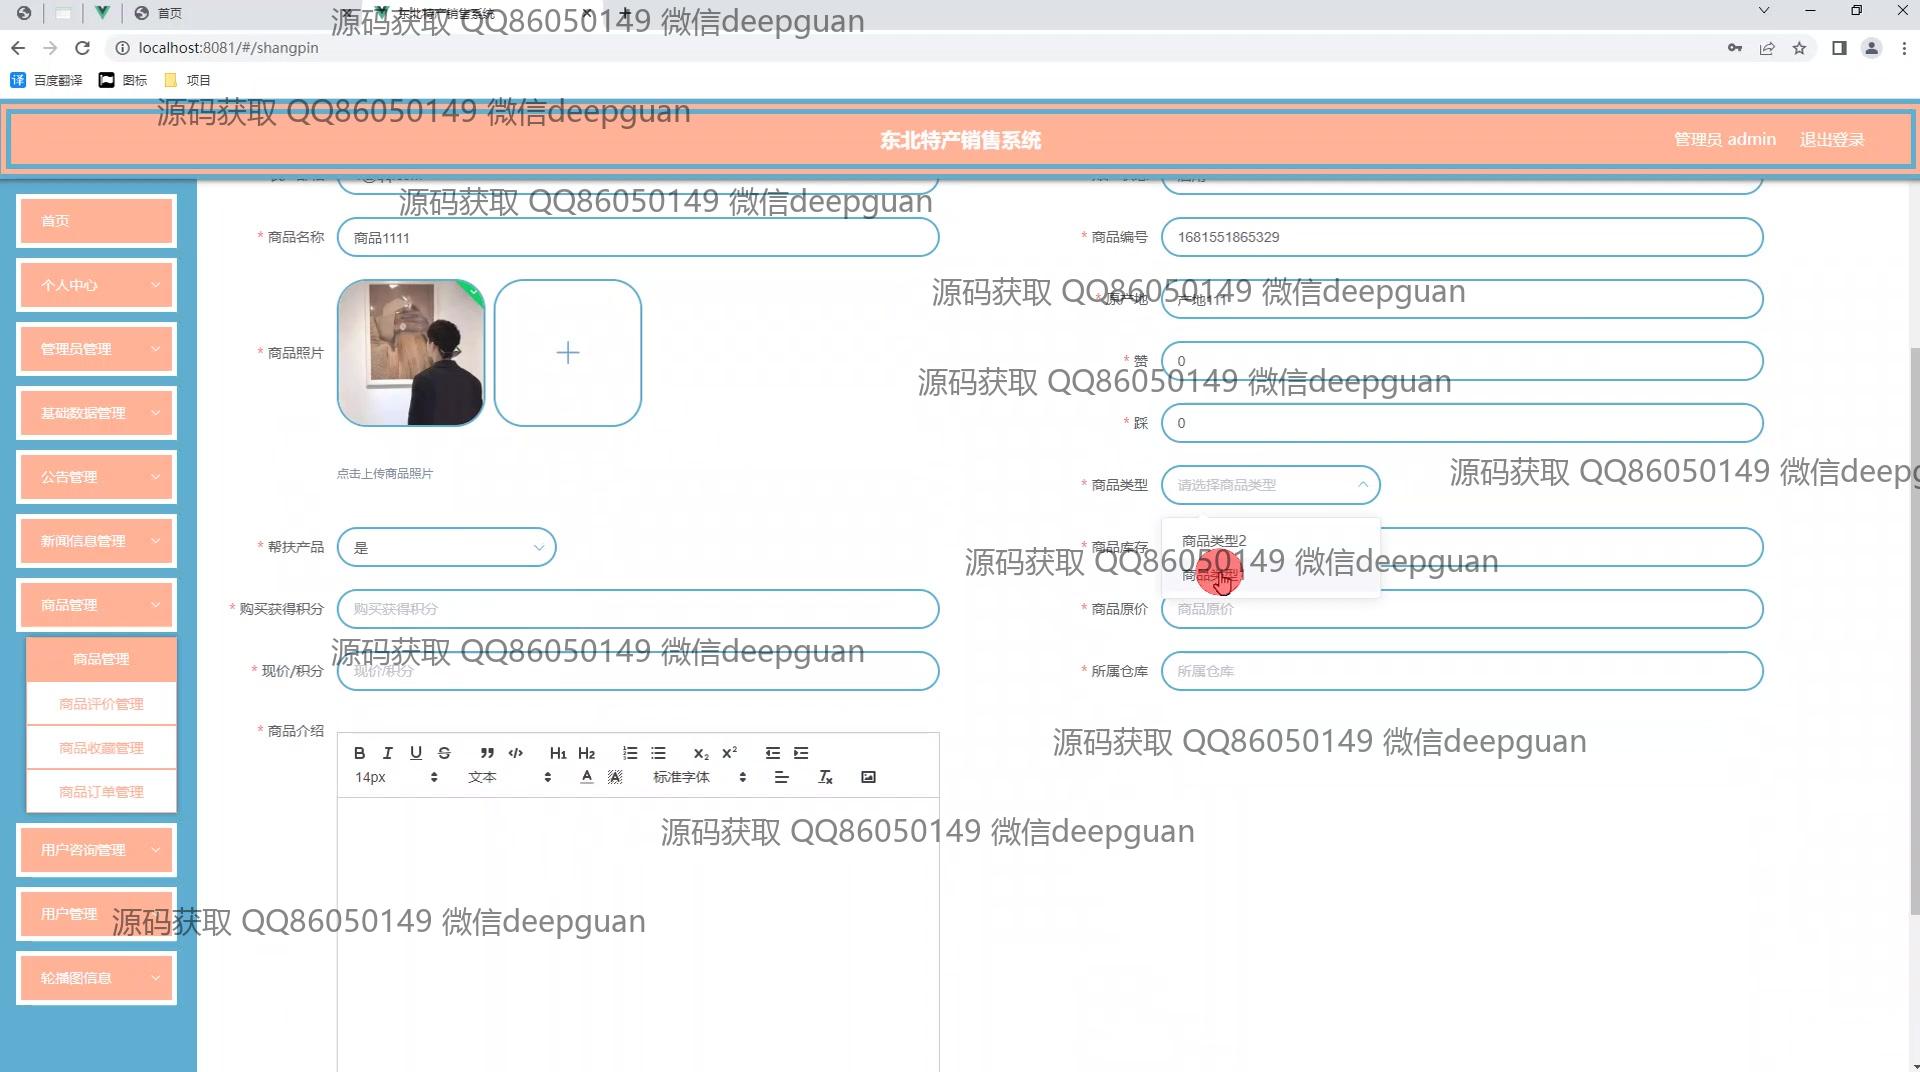 首页
东北特产销售系统
localhost:8081/#/shangpin
百度翻译
图标
项目
源码获取 QQ86050149 微信deepguan
源码获取 QQ86050149 微信deepguan
东北特产销售系统
管理员 admin
退出登录
源码获取 QQ86050149 微信deepguan
首页
* 商品名称
商品1111
* 商品编号
1681551865329
个人中心
源码获取 QQ86050149 微信deepguan
* 原产地
产地111
管理员管理
* 商品照片
* 赞
0
源码获取 QQ86050149 微信deepguan
基础数据管理
* 踩
0
公告管理
点击上传商品照片
* 商品类型
请选择商品类型
源码获取 QQ86050149 微信deepg
新闻信息管理
* 帮扶产品
是
* 商品库存
商品类型2
源码获取 QQ86050149 微信deepguan
商品类型1
商品管理
* 购买获得积分
购买获得积分
* 商品原价
商品原价
商品管理
源码获取 QQ86050149 微信deepguan
* 现价/积分
现价/积分
* 所属仓库
所属仓库
商品评价管理
* 商品介绍
源码获取 QQ86050149 微信deepguan
商品收藏管理
B I U S H1 H2 X2 X2
14px
文本
标准字体
商品订单管理
源码获取 QQ86050149 微信deepguan
用户咨询管理
用户管理
源码获取 QQ86050149 微信deepguan
轮播图信息